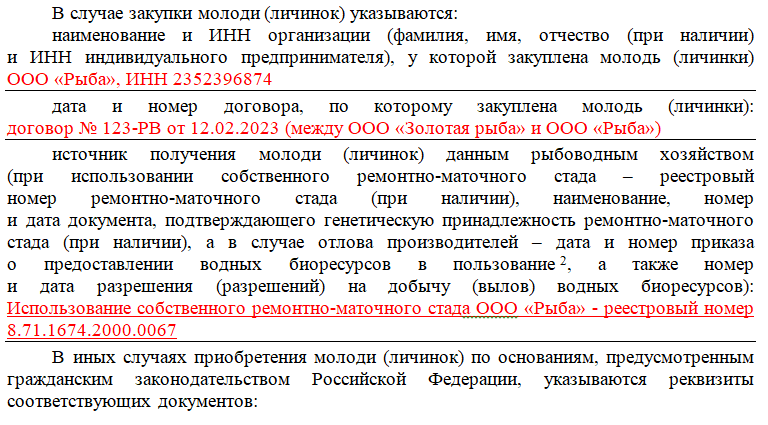 В случае закупки молоди (личинок) указываются:
наименование и ИНН организации (фамилия, имя, отчество (при наличии)
и ИНН индивидуального предпринимателя), у которой закуплена молодь (личинки)
ООО «Рыба», ИНН 2352396874
дата и номер договора, по которому закуплена молодь (личинки):
договор № 123-РВ от 12.02.2023 (между ООО «Золотая рыба» и ООО «Рыба»)
источник получения молоди (личинок) данным рыбоводным хозяйством
(при использовании собственного ремонтно-маточного стада – реестровый
номер ремонтно-маточного стада (при наличии), наименование, номер
и дата документа, подтверждающего генетическую принадлежность ремонтно-маточного
стада (при наличии), а в случае отлова производителей – дата и номер приказа
о предоставлении водных биоресурсов в пользование 2, а также номер
и дата разрешения (разрешений) на добычу (вылов) водных биоресурсов):
Использование собственного ремонтно-маточного стада ООО «Рыба» - реестровый номер
8.71.1674.2000.0067
В иных случаях приобретения молоди (личинок) по основаниям, предусмотренным
гражданским законодательством Российской Федерации, указываются реквизиты
соответствующих документов: